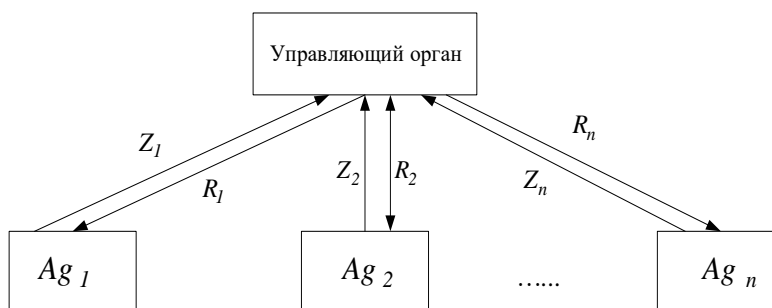 Управляющий орган
Z1
R1
Z2
R2
Rn
Zn
Ag 1
Ag 2
…...
Ag n